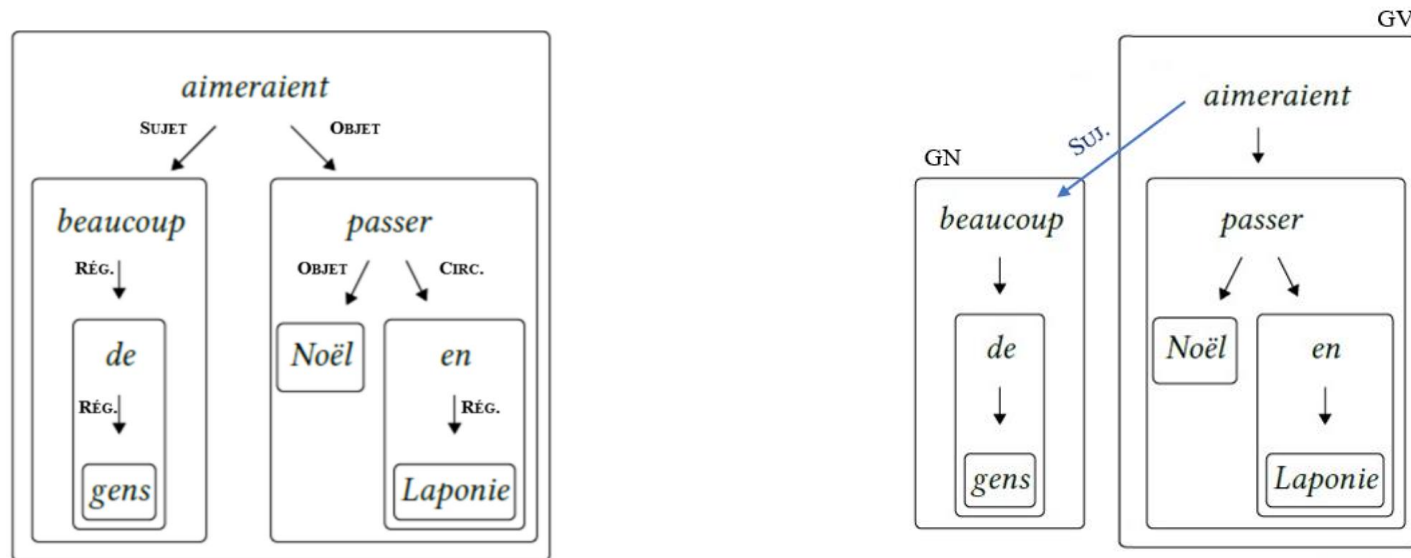 aimeraient
SUJET OBJET
beaucoup passer
RÉG. OBJET CIRC.
de Noël en
RÉG. RÉG.
gens Laponie
GV
aimeraient
SUJ.
GN
beaucoup passer
de Noël en
gens Laponie